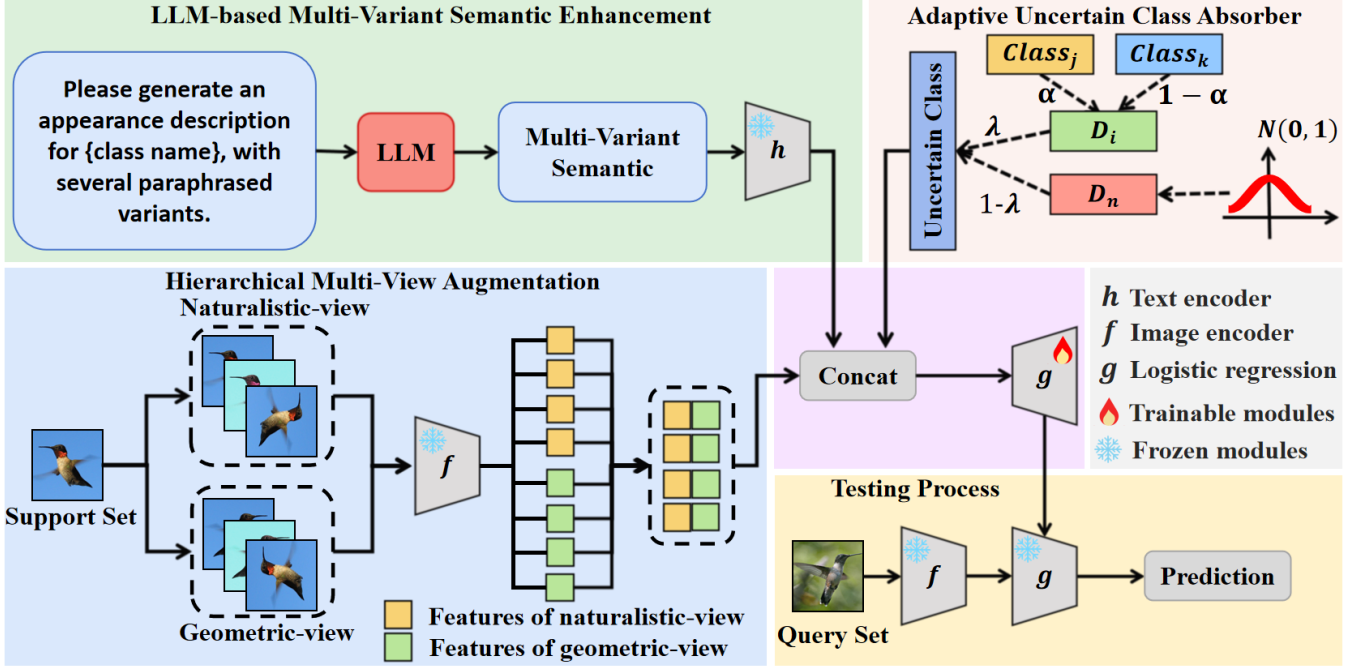 LLM-based Multi-Variant Semantic Enhancement
Please generate an
appearance description
for {class name}, with
several paraphrased
variants.
LLM
Multi-Variant
Semantic
h
Adaptive Uncertain Class Absorber
Uncertain Class
Class_j
Class_k
α
1 − α
D_i
λ
D_n
1-λ
N(0, 1)
Hierarchical Multi-View Augmentation
Naturalistic-view
Support Set
Geometric-view
f
Features of naturalistic-view
Features of geometric-view
Concat
g
h Text encoder
f Image encoder
g Logistic regression
Trainable modules
Frozen modules
Testing Process
Query Set
f
g
Prediction